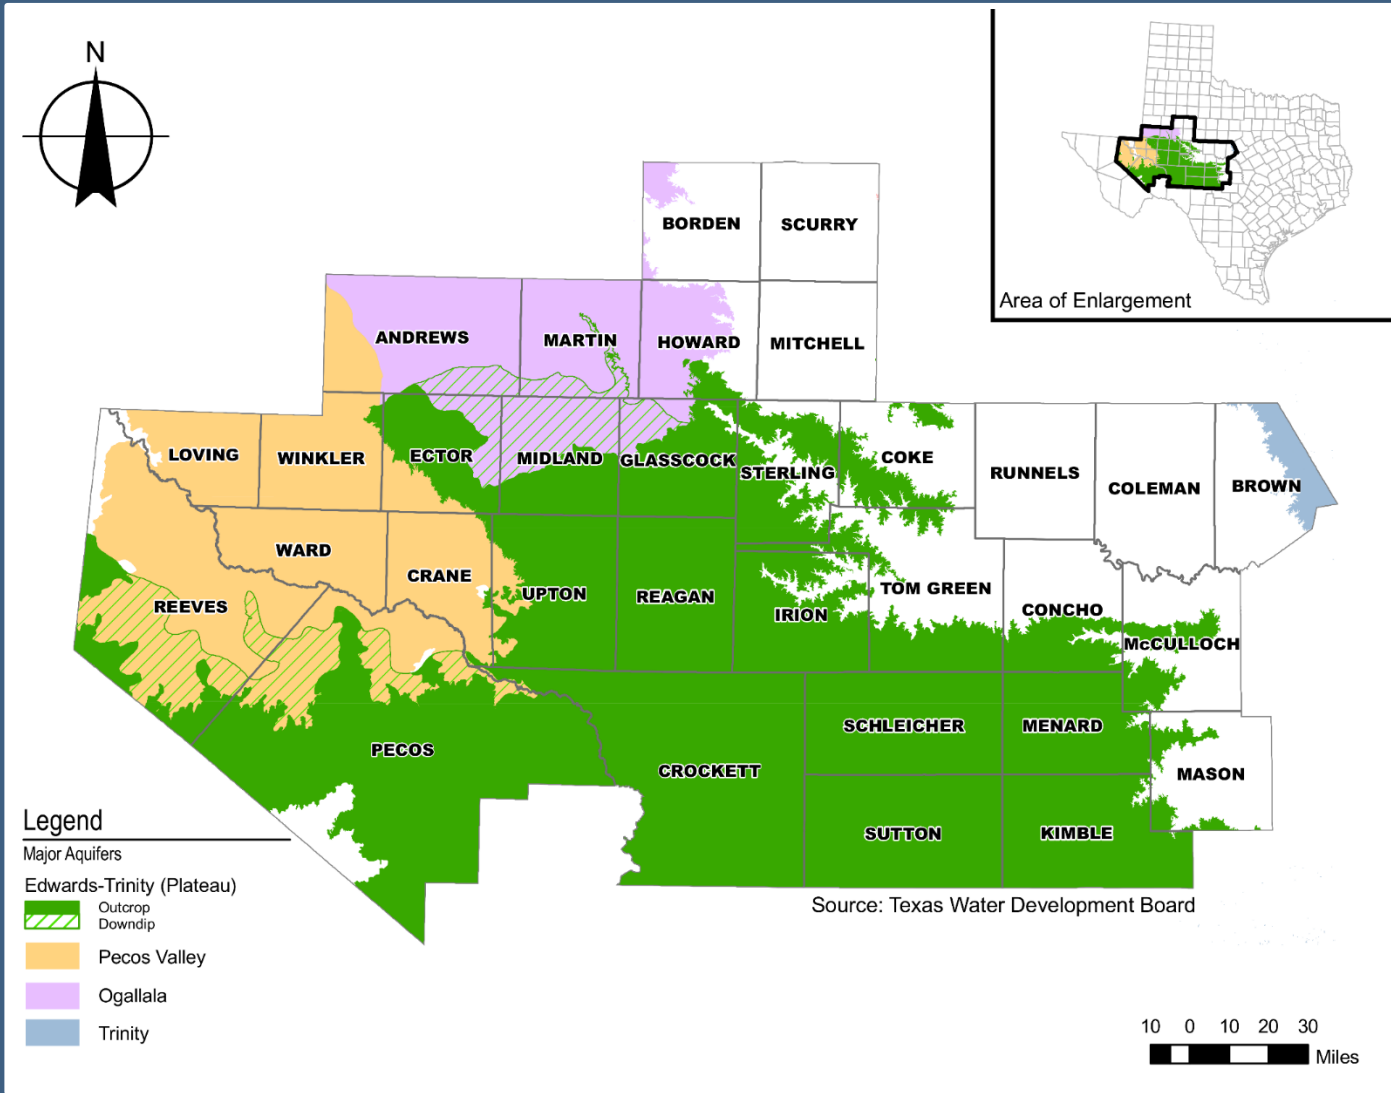 N
Area of Enlargement
BORDEN
SCURRY
ANDREWS
MARTIN
HOWARD
MITCHELL
LOVING
WINKLER
ECTOR
MIDLAND
GLASSCOCK
STERLING
COKE
RUNNELS
COLEMAN
BROWN
WARD
CRANE
UPTON
REAGAN
IRION
TOM GREEN
CONCHO
McCULLOCH
REEVES
PECOS
CROCKETT
SCHLEICHER
MENARD
MASON
SUTTON
KIMBLE
Legend
Major Aquifers
Edwards-Trinity (Plateau)
Outcrop
Downdip
Pecos Valley
Ogallala
Trinity
Source: Texas Water Development Board
10 0 10 20 30
Miles